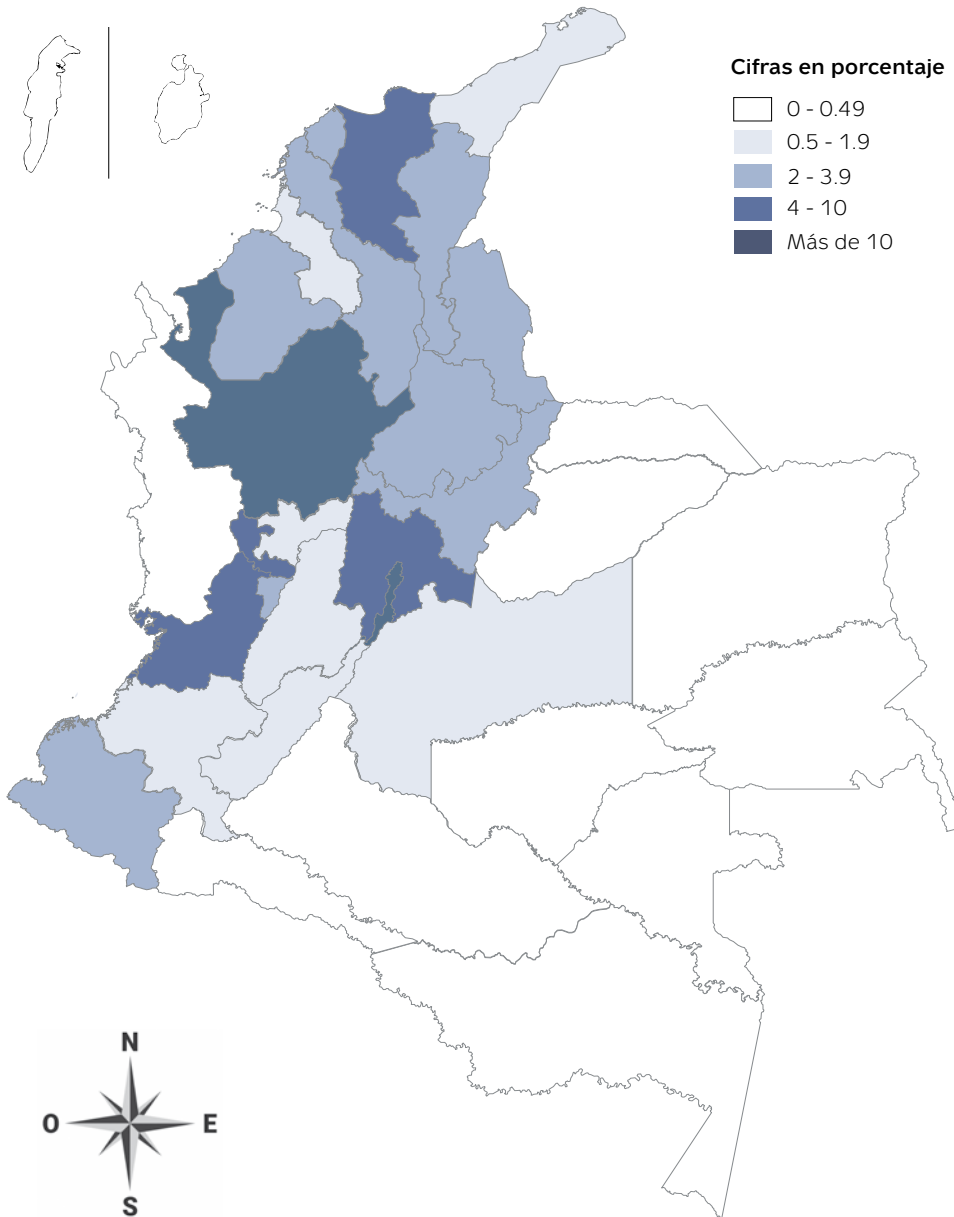 Cifras en porcentaje
0 - 0.49
0.5 - 1.9
2 - 3.9
4 - 10
Más de 10
N
O
E
S